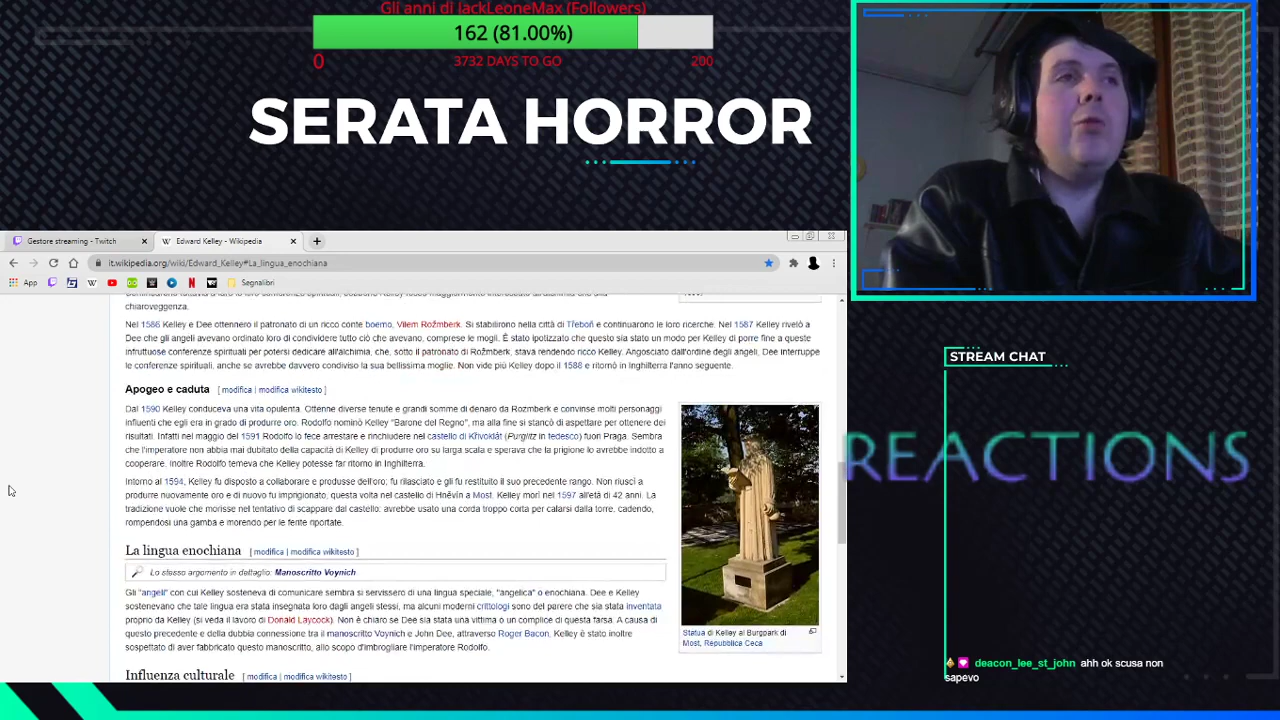 Gli anni di IackLeoneMax (Followers)
162 (81.00%)
0
3732 DAYS TO GO
200
SERATA HORROR
Gestore streaming - Twitch
Edward Kelley - Wikipedia
it.wikipedia.org/wiki/Edward_Kelley#La_lingua_enochiana
App
Segnalibri
chiaroveggenza.
Nel 1586 Kelley e Dee ottennero il patronato di un ricco conte boemo, Vilem Rožmberk. Si stabilirono nella città di Třeboň e continuarono le loro ricerche. Nel 1587 Kelley rivelò a
Dee che gli angeli avevano ordinato loro di condividere tutto ciò che avevano, comprese le mogli. È stato ipotizzato che questo sia stato un modo per Kelley di porre fine a queste
infruttuose conferenze spirituali per potersi dedicare all'alchimia, che, sotto il patronato di Rožmberk, stava rendendo ricco Kelley. Angosciato dall'ordine degli angeli, Dee interruppe
le conferenze spirituali, anche se avrebbe davvero condiviso la sua bellissima moglie. Non vide più Kelley dopo il 1588 e ritornò in Inghilterra l'anno seguente.
Apogeo e caduta [ modifica | modifica wikitesto ]
Dal 1590 Kelley conduceva una vita opulenta. Ottenne diverse tenute e grandi somme di denaro da Rozmberk e convinse molti personaggi
influenti che egli era in grado di produrre oro. Rodolfo nominò Kelley "Barone del Regno", ma alla fine si stancò di aspettare per ottenere dei
risultati. Infatti nel maggio del 1591 Rodolfo lo fece arrestare e rinchiudere nel castello di Křivoklát (Purglitz in tedesco) fuori Praga. Sembra
che l'imperatore non abbia mai dubitato della capacità di Kelley di produrre oro su larga scala e sperava che la prigione lo avrebbe indotto a
cooperare. Inoltre Rodolfo temeva che Kelley potesse far ritorno in Inghilterra.
Intorno al 1594, Kelley fu disposto a collaborare e produsse dell'oro; fu rilasciato e gli fu restituito il suo precedente rango. Non riuscì a
produrre nuovamente oro e di nuovo fu imprigionato, questa volta nel castello di Hněvín a Most. Kelley morì nel 1597 all'età di 42 anni. La
tradizione vuole che morisse nel tentativo di scappare dal castello: avrebbe usato una corda troppo corta per calarsi dalla torre, cadendo,
rompendosi una gamba e morendo per le ferite riportate.
La lingua enochiana [ modifica | modifica wikitesto ]
Lo stesso argomento in dettaglio: Manoscritto Voynich.
Gli "angeli" con cui Kelley sosteneva di comunicare sembra si servissero di una lingua speciale, "angelica" o enochiana. Dee e Kelley
sostenevano che tale lingua era stata insegnata loro dagli angeli stessi, ma alcuni moderni crittologi sono del parere che sia stata inventata
proprio da Kelley (si veda il lavoro di Donald Laycock). Non è chiaro se Dee sia stata una vittima o un complice di questa farsa. A causa di
questo precedente e della dubbia connessione tra il manoscritto Voynich e John Dee, attraverso Roger Bacon, Kelley è stato inoltre
sospettato di aver fabbricato questo manoscritto, allo scopo d'imbrogliare l'imperatore Rodolfo.
Influenza culturale [ modifica | modifica wikitesto ]
Statua di Kelley al Burgpark di
Most, Repubblica Ceca
STREAM CHAT
REACTIONS
deacon_lee_st_john ahh ok scusa non
sapevo